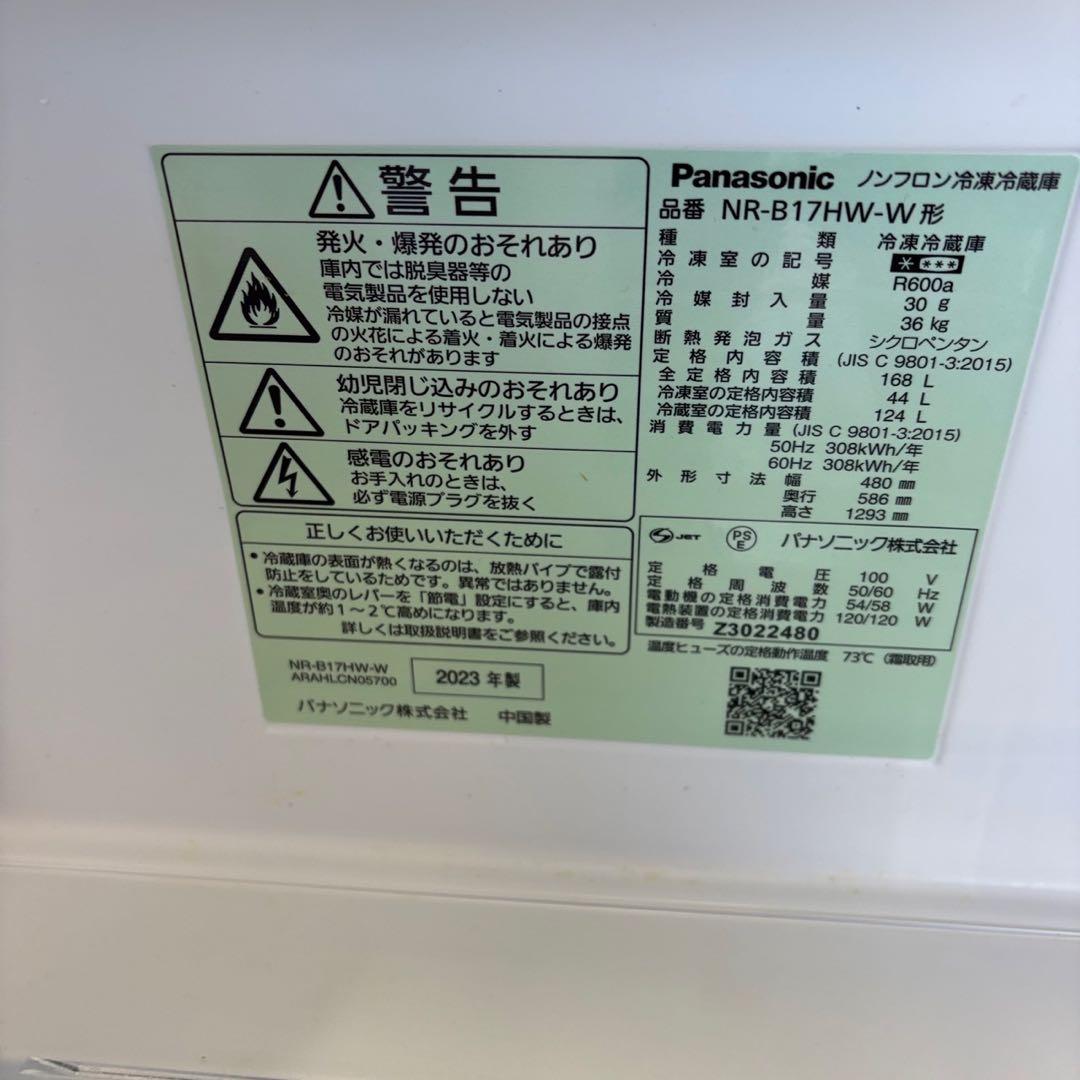 警告
発火・爆発のおそれあり
庫内では脱臭器等の
電気製品を使用しない
冷媒が漏れていると電気製品の接点
の火花による着火・着火による爆発
のおそれがあります
幼児閉じ込みのおそれあり
冷蔵庫をリサイクルするときは、
ドアパッキングを外す
感電のおそれあり
お手入れのときは、
必ず電源プラグを抜く
正しくお使いいただくために
・冷蔵庫の表面が熱くなるのは、放熱パイプで露付
防止をしているためです。異常ではありません。
・冷蔵室奥のレバーを「節電」設定にすると、庫内
温度が約1～2℃高めになります。
詳しくは取扱説明書をご参照ください。
NR-B17HW-W
ARAHLCN05700
2023 年製
パナソニック株式会社 中国製
Panasonic ノンフロン冷凍冷蔵庫
品番 NR-B17HW-W 形
種類 冷凍冷蔵庫
冷凍室の記号 * ***
冷媒 R600a
冷媒封入量 30 g
質量 36 kg
断熱発泡ガス シクロペンタン
定格内容積 (JIS C 9801-3:2015)
全定格内容積 168 L
冷凍室の定格内容積 44 L
冷蔵室の定格内容積 124 L
消費電力量 (JIS C 9801-3:2015)
50Hz 308kWh/年
60Hz 308kWh/年
外形寸法 幅 480 mm
奥行 586 mm
高さ 1293 mm
JET PS E パナソニック株式会社
定格電圧 100 V
定格周波数 50/60 Hz
電動機の定格消費電力 54/58 W
電熱装置の定格消費電力 120/120 W
製造番号 Z3022480
温度ヒューズの定格動作温度 73℃ (霜取用)